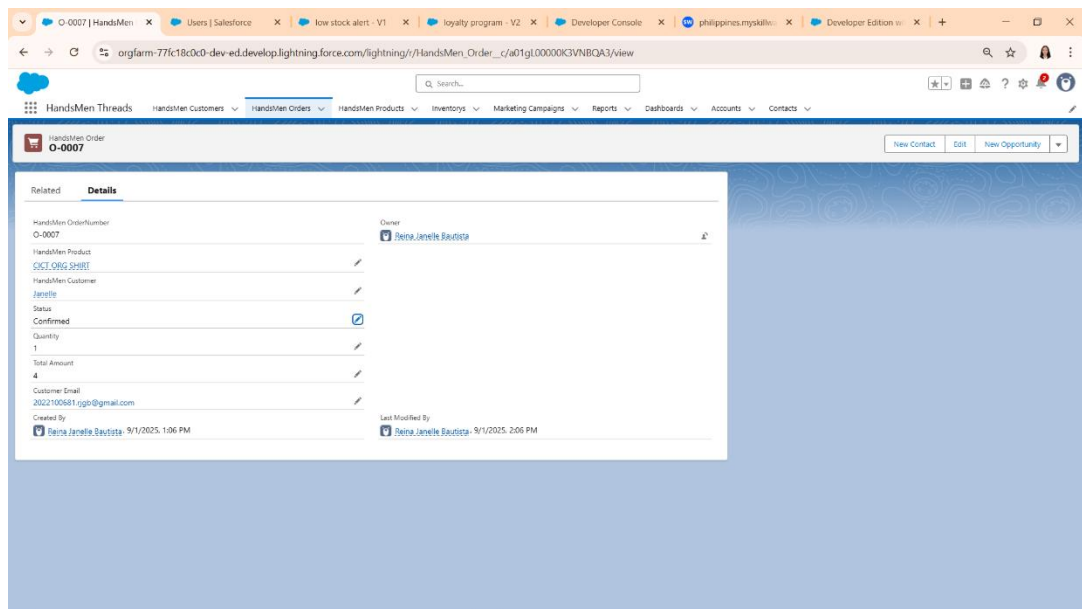 O-0007 | HandsMen
Users | Salesforce
low stock alert - V1
loyalty program - V2
Developer Console
philippines.myskillw
Developer Edition w
orgfarm-77fc18c0c0-dev-ed.develop.lightning.force.com/lightning/r/HandsMen_Order__c/a01gL00000K3VNBQA3/view
Search...
HandsMen Threads
HandsMen Customers
HandsMen Orders
HandsMen Products
Inventorys
Marketing Campaigns
Reports
Dashboards
Accounts
Contacts
HandsMen Order
O-0007
New Contact
Edit
New Opportunity
Related
Details
HandsMen OrderNumber
O-0007
Owner
Reina Janelle Bautista
HandsMen Product
CICT ORG SHIRT
HandsMen Customer
Janelle
Status
Confirmed
Quantity
1
Total Amount
4
Customer Email
2022100681.rjgb@gmail.com
Created By
Reina Janelle Bautista, 9/1/2025, 1:06 PM
Last Modified By
Reina Janelle Bautista, 9/1/2025, 2:06 PM